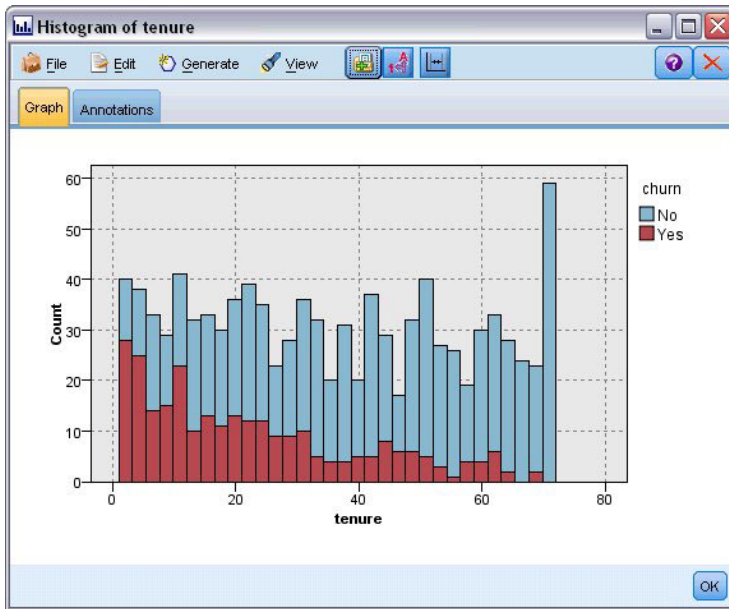 Histogram of tenure
File Edit Generate View
Graph Annotations
60
50
40
30
20
10
0
Count
0 20 40 60 80
tenure
churn
No
Yes
OK